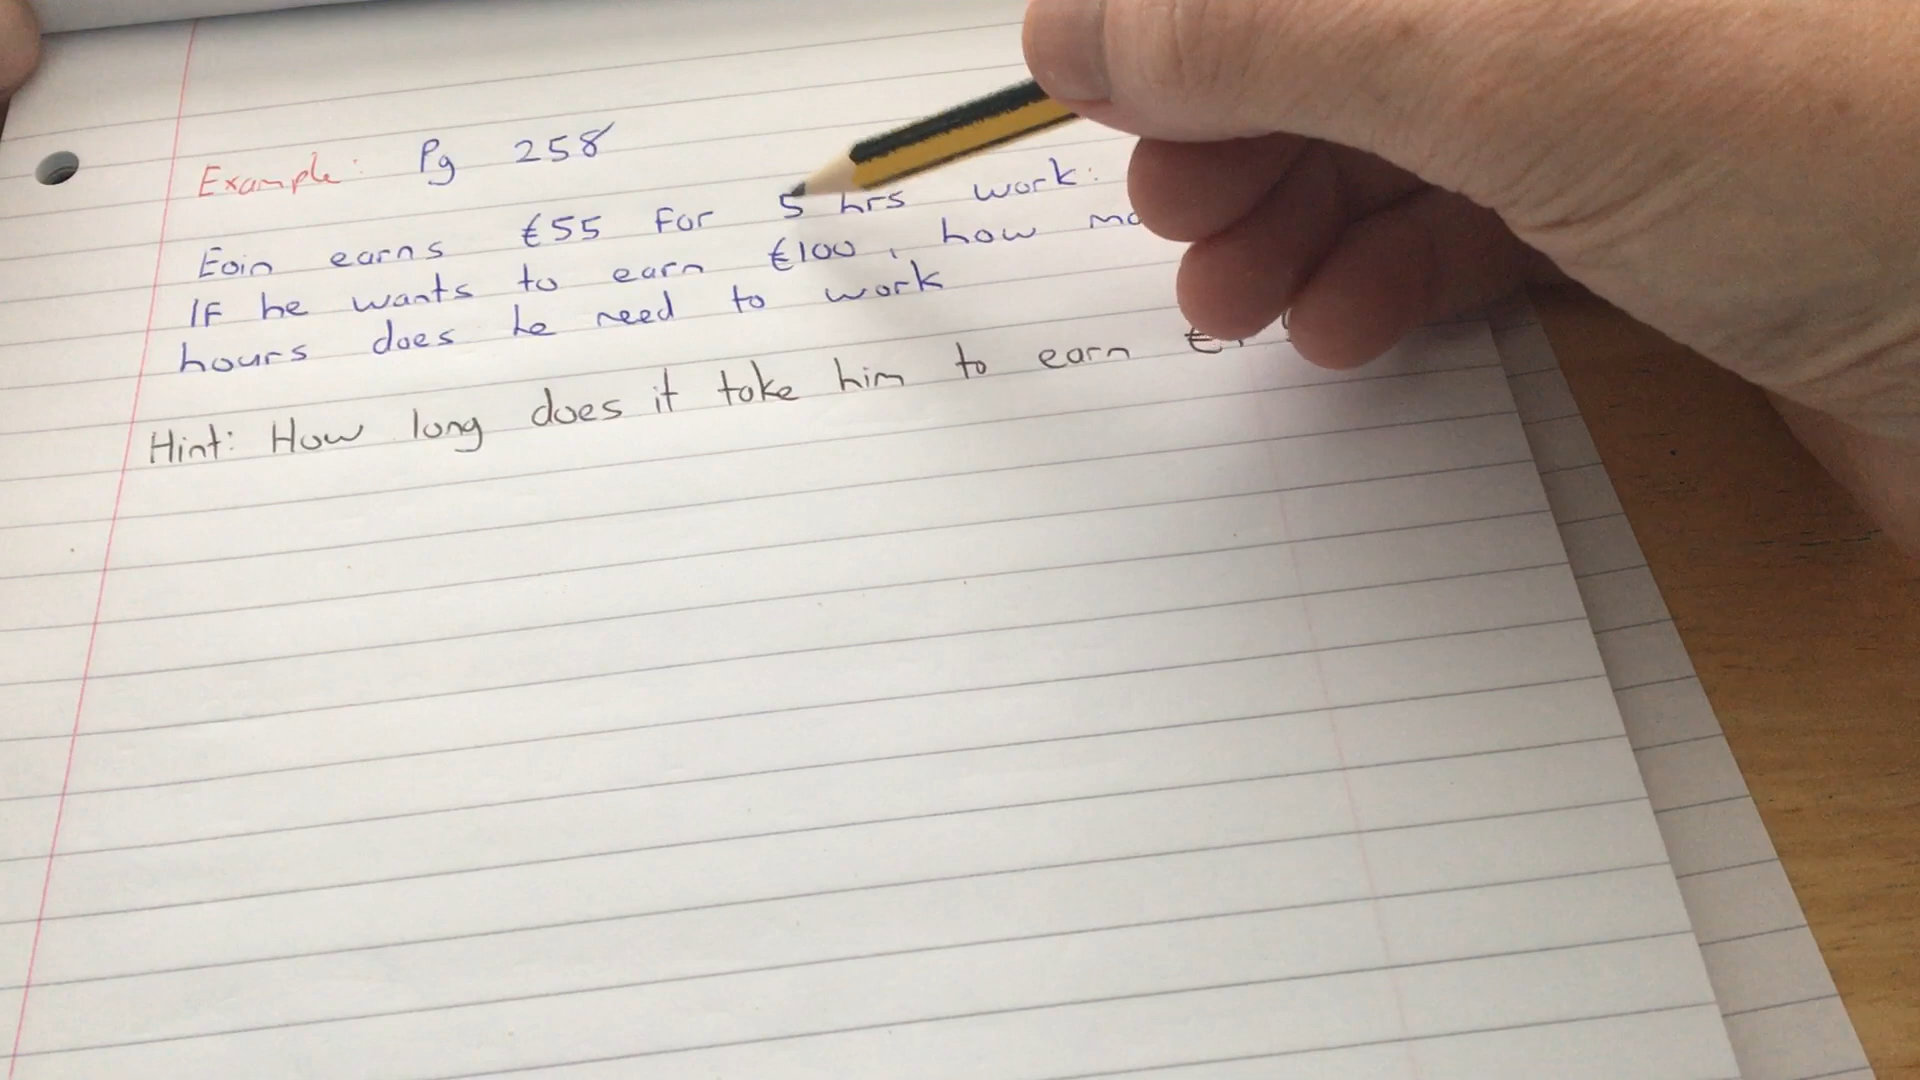 Example: Pg 258
Eoin earns €55 for 5 hrs work:
If he wants to earn €100, how
hours does he need to work
Hint: How long does it take him to earn